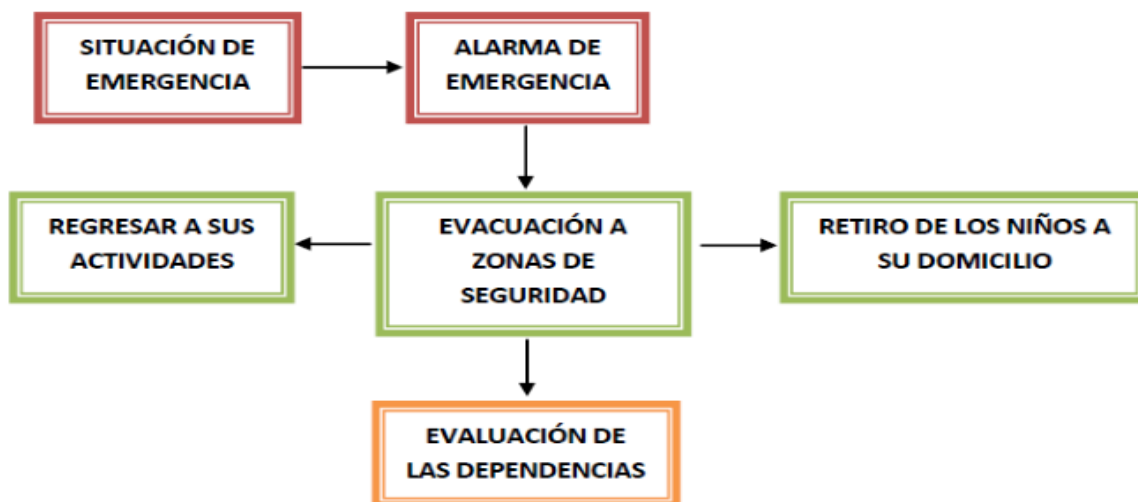 SITUACIÓN DE
EMERGENCIA
ALARMA DE
EMERGENCIA
REGRESAR A SUS
ACTIVIDADES
EVACUACIÓN A
ZONAS DE
SEGURIDAD
RETIRO DE LOS NIÑOS A
SU DOMICILIO
EVALUACIÓN DE
LAS DEPENDENCIAS